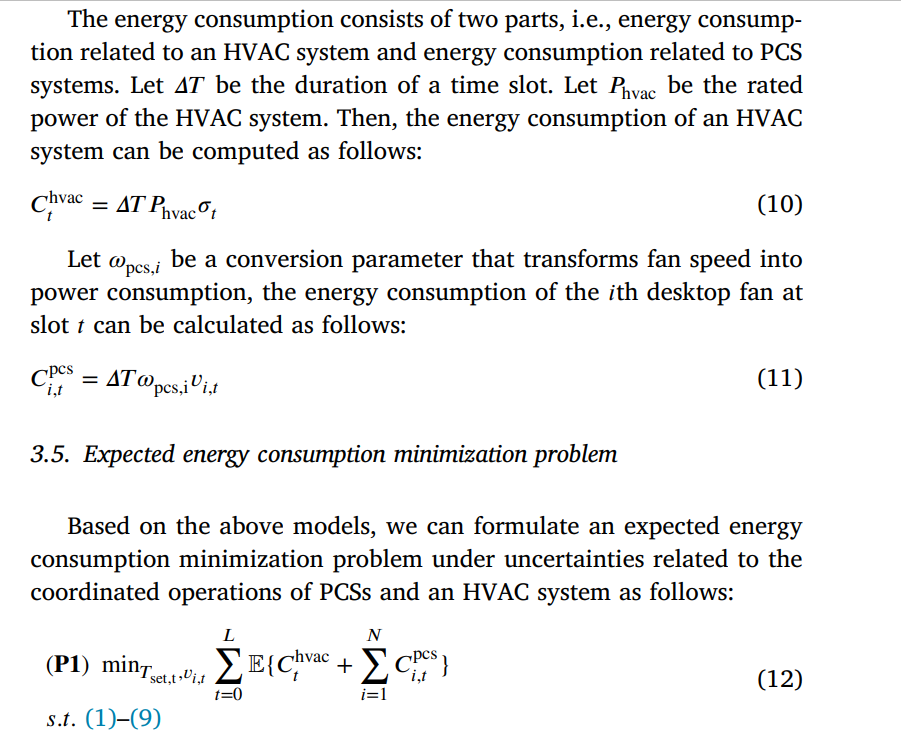 The energy consumption consists of two parts, i.e., energy consump-
tion related to an HVAC system and energy consumption related to PCS
systems. Let ΔT be the duration of a time slot. Let P_hvac be the rated
power of the HVAC system. Then, the energy consumption of an HVAC
system can be computed as follows:
C_t^hvac = ΔT P_hvac σ_t (10)
Let ω_pcs,i be a conversion parameter that transforms fan speed into
power consumption, the energy consumption of the ith desktop fan at
slot t can be calculated as follows:
C_i,t^pcs = ΔT ω_pcs,i v_i,t (11)
3.5. Expected energy consumption minimization problem
Based on the above models, we can formulate an expected energy
consumption minimization problem under uncertainties related to the
coordinated operations of PCSs and an HVAC system as follows:
(P1) min_{T_set,t, v_i,t} ∑_{t=0}^{L} 𝔼{C_t^hvac + ∑_{i=1}^{N} C_i,t^pcs} (12)
s.t. (1)–(9)